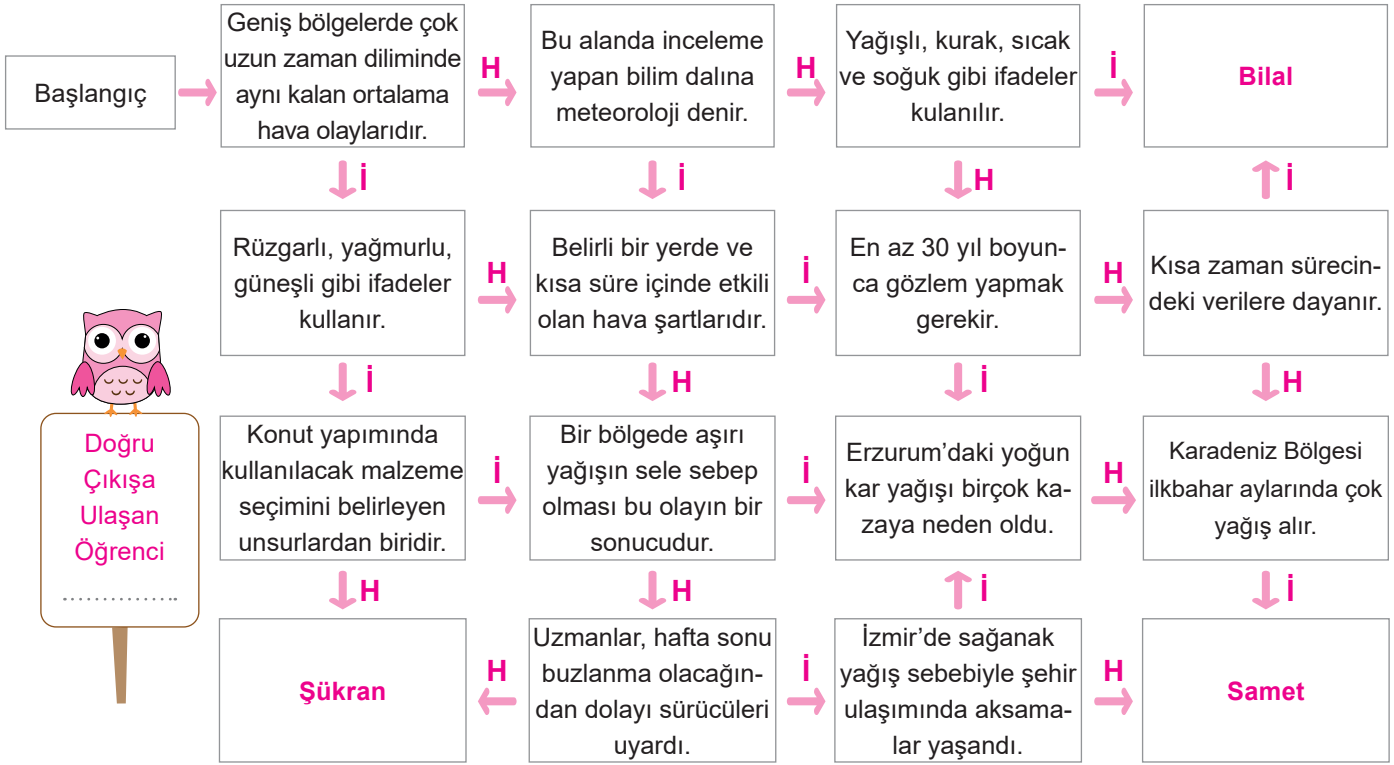 Başlangıç
Geniş bölgelerde çok
uzun zaman diliminde
aynı kalan ortalama
hava olaylarıdır.
H
Bu alanda inceleme
yapan bilim dalına
meteoroloji denir.
H
Yağışlı, kurak, sıcak
ve soğuk gibi ifadeler
kulanılır.
İ
Bilal
İ
İ
H
İ
Rüzgarlı, yağmurlu,
güneşli gibi ifadeler
kullanır.
H
Belirli bir yerde ve
kısa süre içinde etkili
olan hava şartlarıdır.
İ
En az 30 yıl boyun-
ca gözlem yapmak
gerekir.
H
Kısa zaman sürecin-
deki verilere dayanır.
İ
H
İ
H
Doğru
Çıkışa
Ulaşan
Öğrenci
..................
Konut yapımında
kullanılacak malzeme
seçimini belirleyen
unsurlardan biridir.
İ
Bir bölgede aşırı
yağışın sele sebep
olması bu olayın bir
sonucudur.
İ
Erzurum’daki yoğun
kar yağışı birçok ka-
zaya neden oldu.
H
Karadeniz Bölgesi
ilkbahar aylarında çok
yağış alır.
H
H
İ
İ
Şükran
H
Uzmanlar, hafta sonu
buzlanma olacağın-
dan dolayı sürücüleri
uyardı.
İ
İzmir’de sağanak
yağış sebebiyle şehir
ulaşımında aksama-
lar yaşandı.
H
Samet